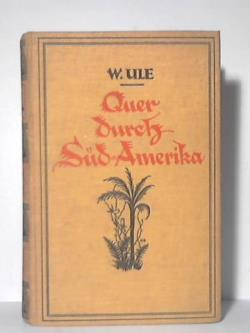 W. ULE
Quer
durch
Süd-Amerika